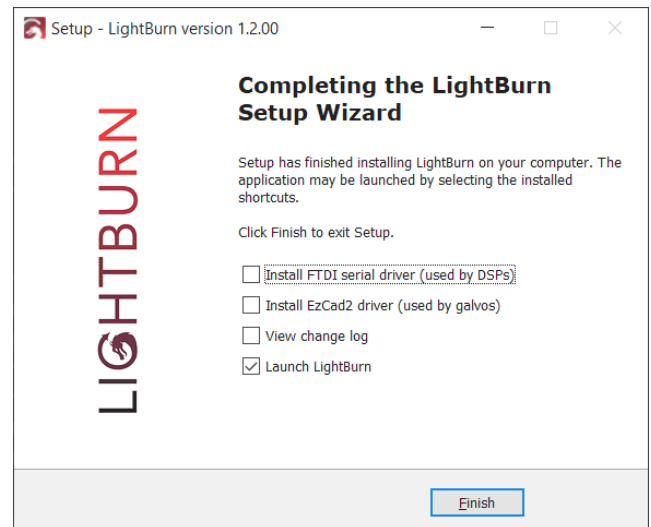 Setup - LightBurn version 1.2.00
LIGHTBURN
Completing the LightBurn
Setup Wizard
Setup has finished installing LightBurn on your computer. The
application may be launched by selecting the installed
shortcuts.
Click Finish to exit Setup.
Install FTDI serial driver (used by DSPs)
Install EzCad2 driver (used by galvos)
View change log
Launch LightBurn
Finish